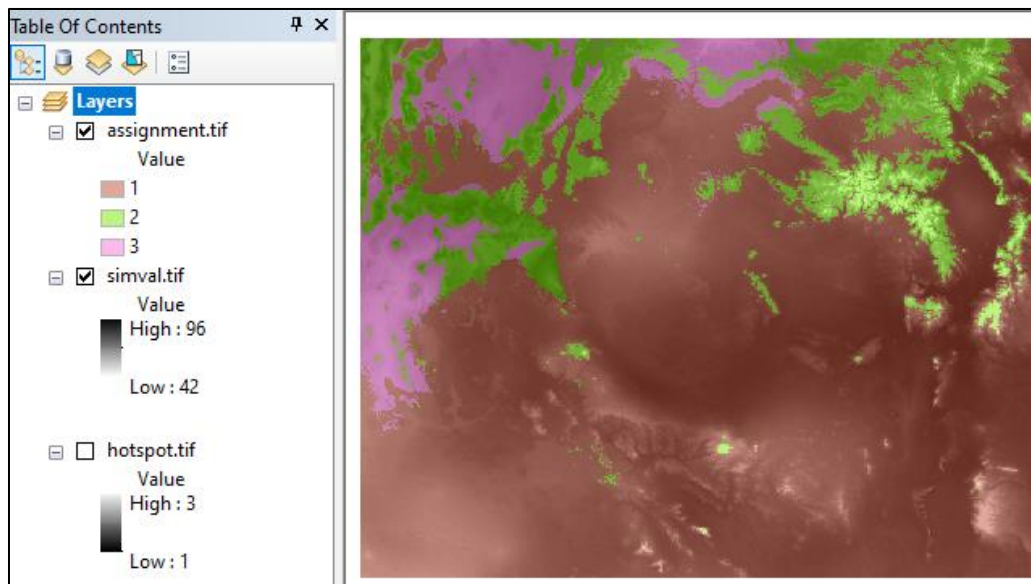 Table Of Contents
Layers
assignment.tif
Value
1
2
3
simval.tif
Value
High : 96
Low : 42
hotspot.tif
Value
High : 3
Low : 1